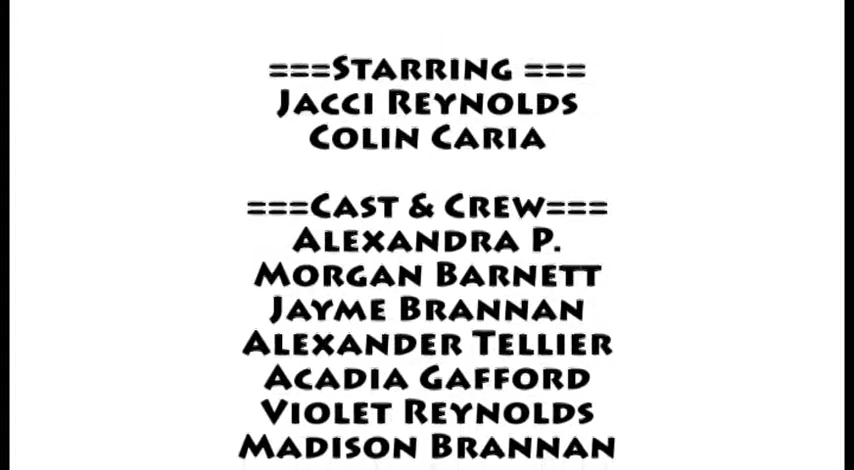 ===Starring ===
Jacci Reynolds
Colin Caria
===Cast & Crew===
Alexandra P.
Morgan Barnett
Jayme Brannan
Alexander Tellier
Acadia Gafford
Violet Reynolds
Madison Brannan